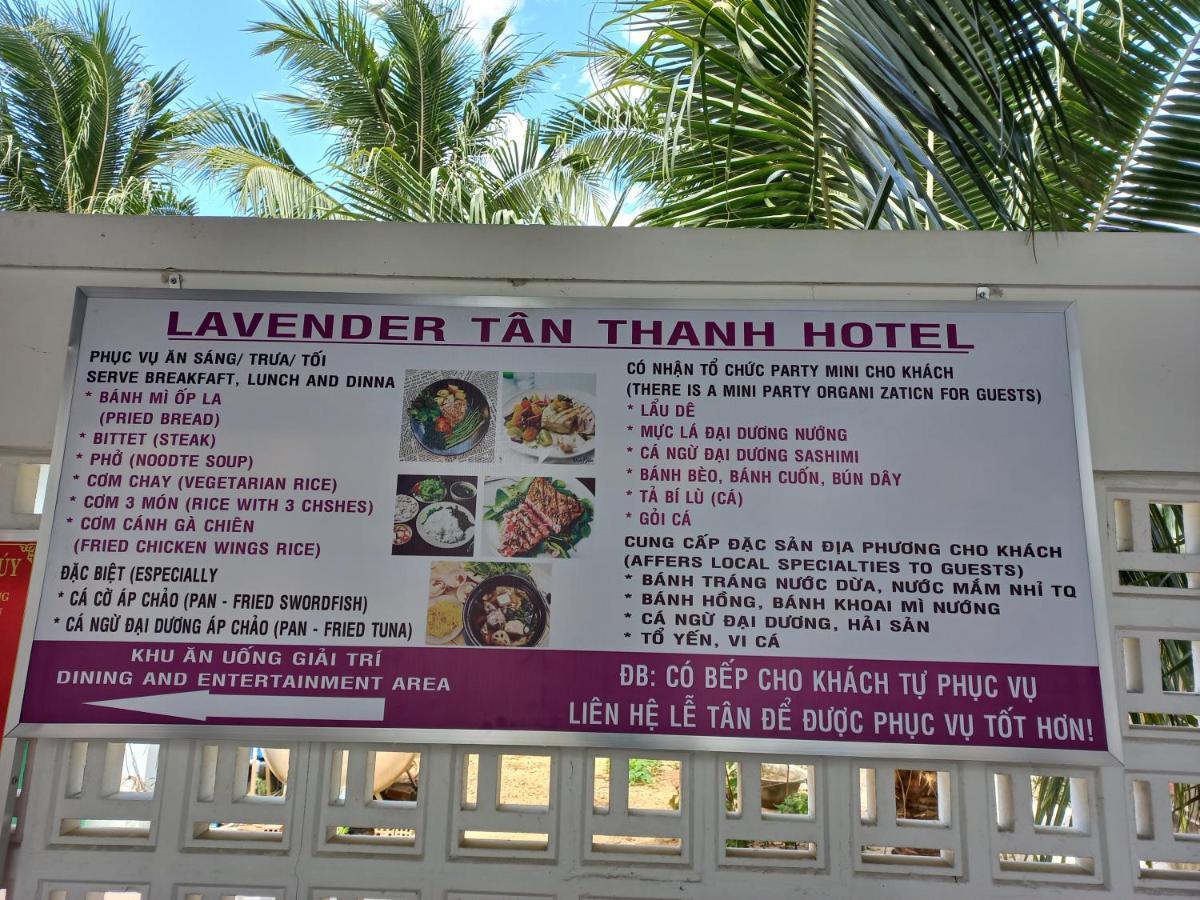 LAVENDER TÂN THANH HOTEL
PHỤC VỤ ĂN SÁNG/ TRƯA/ TỐI
SERVE BREAKFAFT, LUNCH AND DINNA
* BÁNH MÌ ỐP LA
(PRIED BREAD)
* BITTET (STEAK)
* PHỞ (NOODTE SOUP)
* CƠM CHAY (VEGETARIAN RICE)
* CƠM 3 MÓN (RICE WITH 3 CHSHES)
* CƠM CÁNH GÀ CHIÊN
(FRIED CHICKEN WINGS RICE)
ĐẶC BIỆT (ESPECIALLY
* CÁ CỜ ÁP CHẢO (PAN - FRIED SWORDFISH)
* CÁ NGỪ ĐẠI DƯƠNG ÁP CHẢO (PAN - FRIED TUNA)
KHU ĂN UỐNG GIẢI TRÍ
DINING AND ENTERTAINMENT AREA
CÓ NHẬN TỔ CHỨC PARTY MINI CHO KHÁCH
(THERE IS A MINI PARTY ORGANI ZATICN FOR GUESTS)
* LẨU DÊ
* MỰC LÁ ĐẠI DƯƠNG NƯỚNG
* CÁ NGỪ ĐẠI DƯƠNG SASHIMI
* BÁNH BÈO, BÁNH CUỐN, BÚN DÂY
* TẢ BÍ LÙ (CÁ)
* GỎI CÁ
CUNG CẤP ĐẶC SẢN ĐỊA PHƯƠNG CHO KHÁCH
(AFFERS LOCAL SPECIALTIES TO GUESTS)
* BÁNH TRÁNG NƯỚC DỪA, NƯỚC MẮM NHỈ TQ
* BÁNH HỒNG, BÁNH KHOAI MÌ NƯỚNG
* CÁ NGỪ ĐẠI DƯƠNG, HẢI SẢN
* TỔ YẾN, VI CÁ
ĐB: CÓ BẾP CHO KHÁCH TỰ PHỤC VỤ
LIÊN HỆ LỄ TÂN ĐỂ ĐƯỢC PHỤC VỤ TỐT HƠN!
ÚY